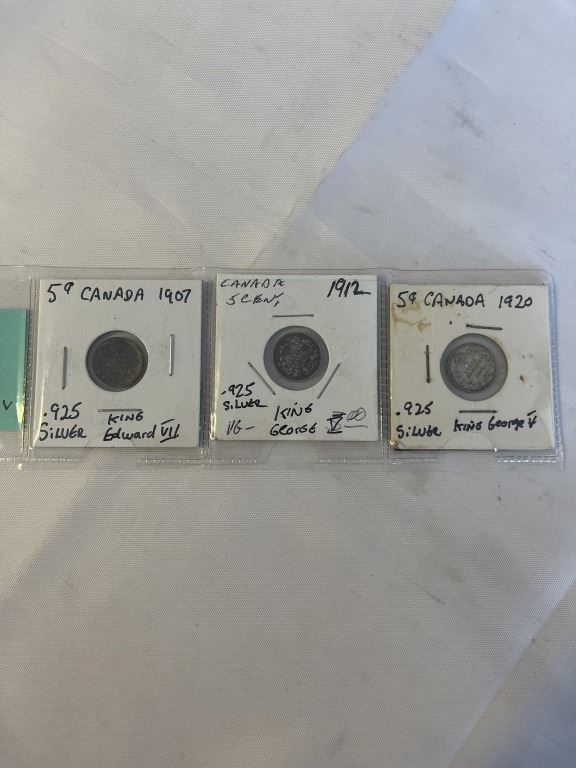 V
5¢ CANADA 1907
.925
SILVER
KING
Edward VII
CANADA
5 CENT
1912
.925
SILVER
VG-
KING
GEORGE V
5¢ CANADA 1920
.925
SILVER
KING George V